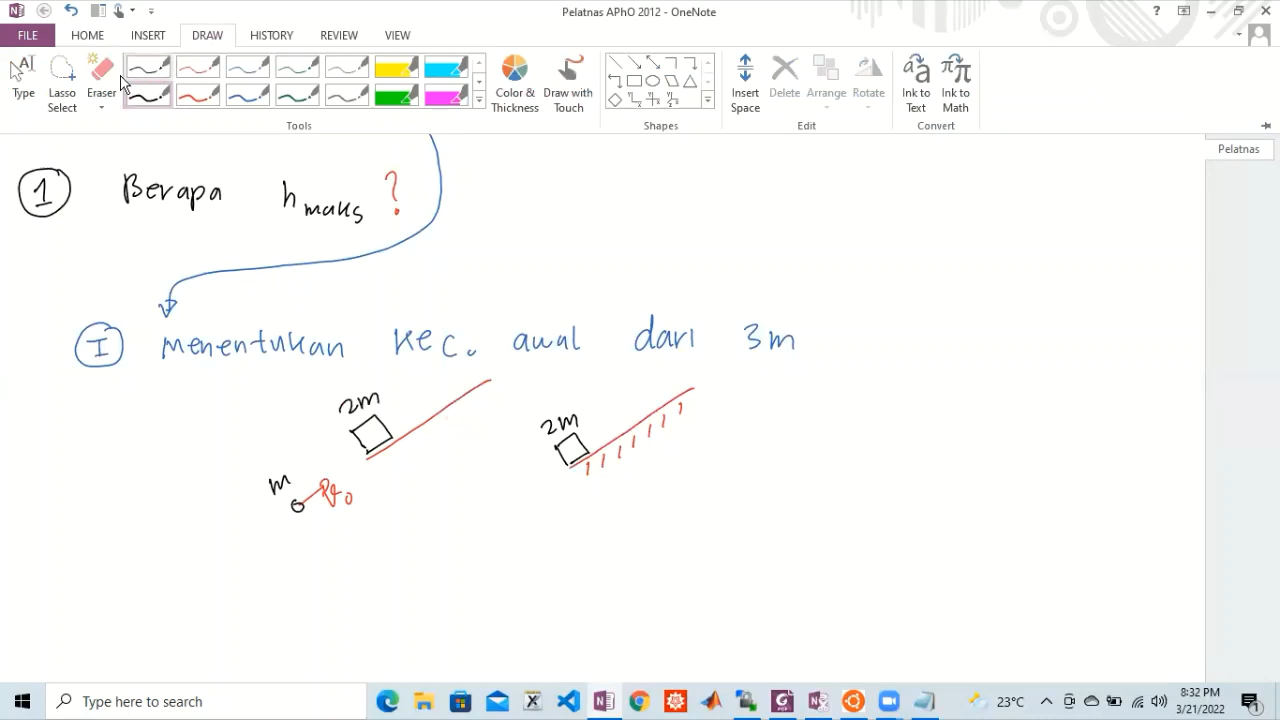 Pelatnas APhO 2012 - OneNote
FILE HOME INSERT DRAW HISTORY REVIEW VIEW
Type
Lasso Select
Eraser
Color & Thickness
Draw with Touch
Insert Space
Delete
Arrange
Rotate
Ink to Text
Ink to Math
Tools
Shapes
Edit
Convert
Pelatnas
1 Berapa h maks ?
I menentukan kec. awal dari 3m
2m
2m
m
v0
Type here to search
23°C
8:32 PM
3/21/2022